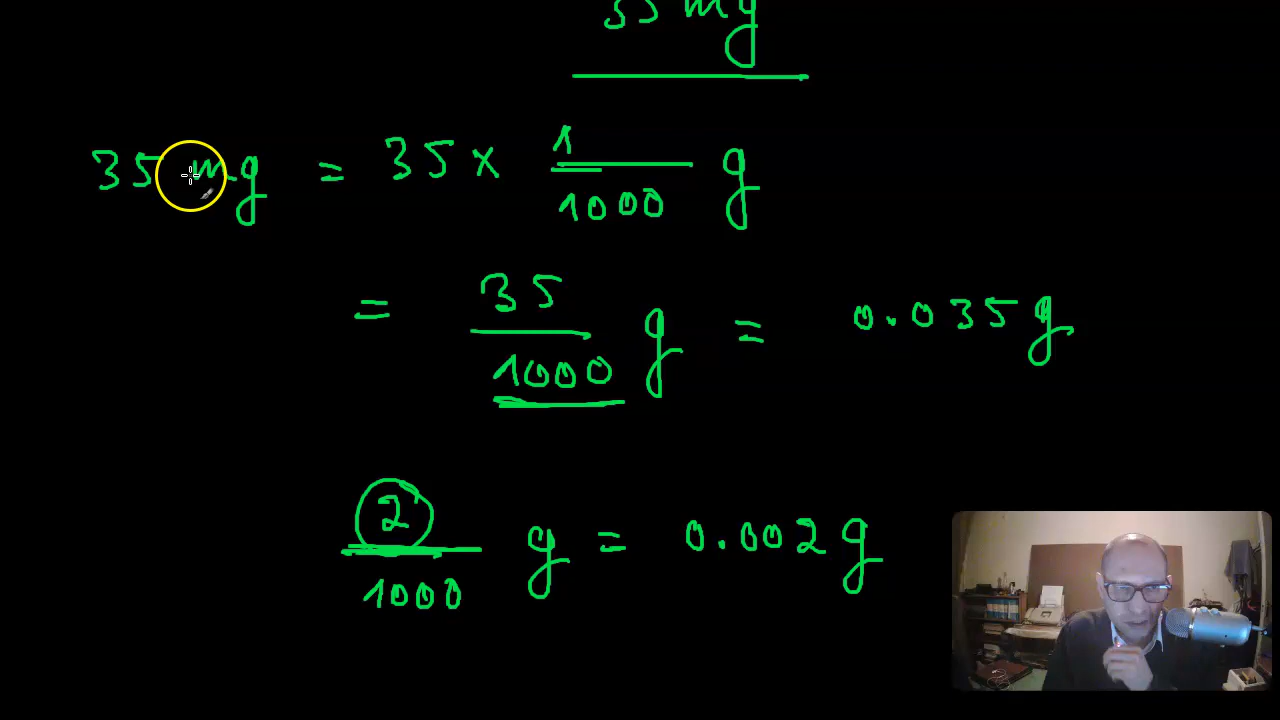 35 mg
35 mg = 35 x 1/1000 g
= 35/1000 g = 0.035 g
2/1000 g = 0.002 g